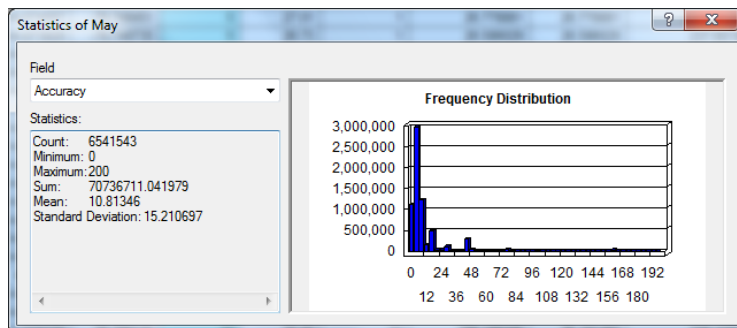 Statistics of May
Field
Accuracy
Statistics:
Count: 6541543
Minimum: 0
Maximum:200
Sum: 70736711.041979
Mean: 10.81346
Standard Deviation: 15.210697
Frequency Distribution
3,000,000
2,500,000
2,000,000
1,500,000
1,000,000
500,000
0
0 24 48 72 96 120 144 168 192
12 36 60 84 108 132 156 180